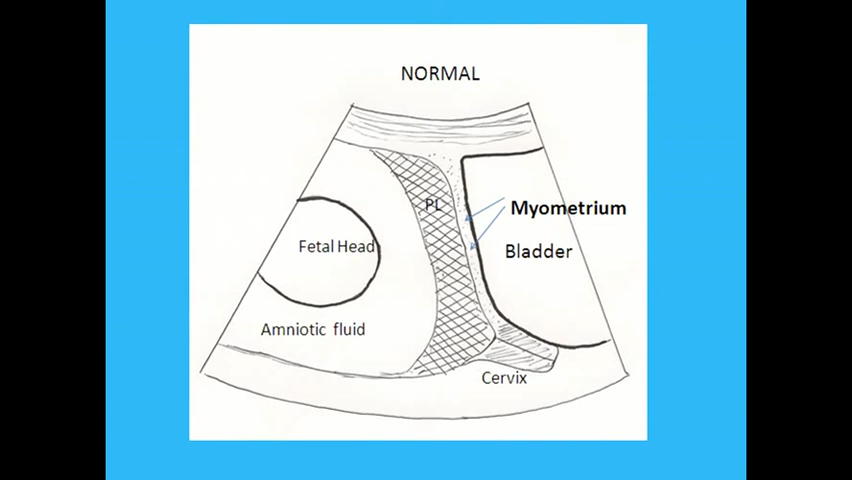 NORMAL
PL
Myometrium
Fetal Head
Bladder
Amniotic fluid
Cervix